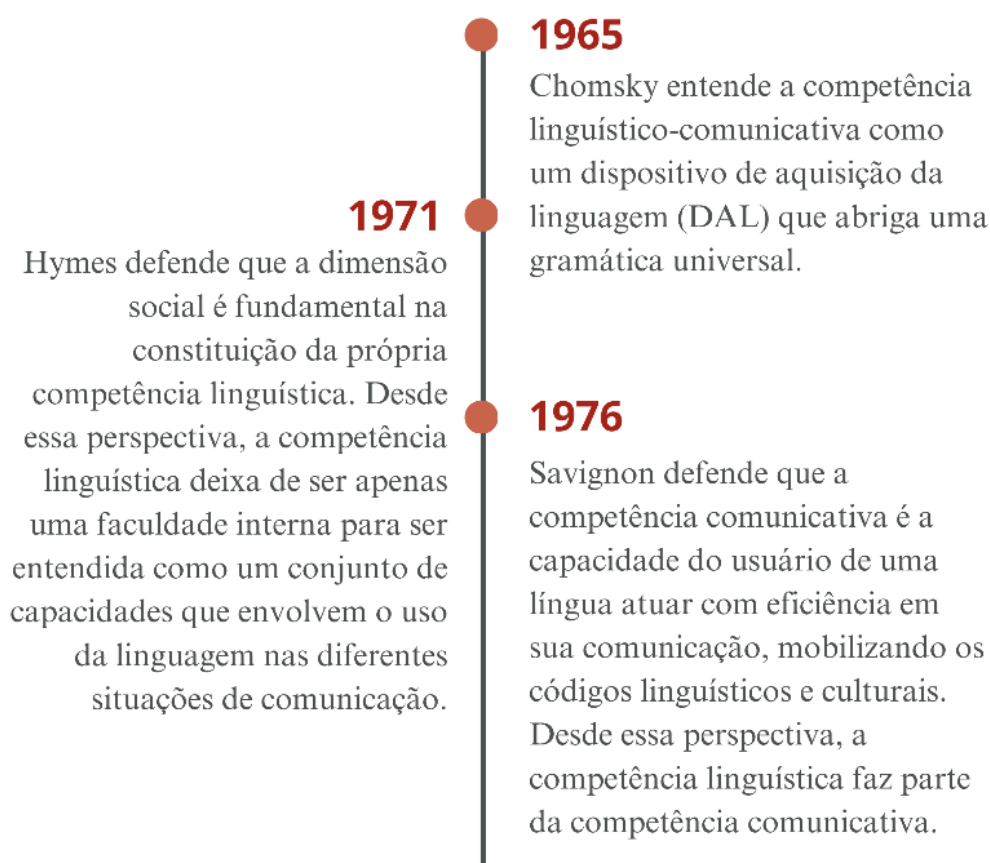 1965
Chomsky entende a competência
linguístico-comunicativa como
um dispositivo de aquisição da
linguagem (DAL) que abriga uma
gramática universal.
1971
Hymes defende que a dimensão
social é fundamental na
constituição da própria
competência linguística. Desde
essa perspectiva, a competência
linguística deixa de ser apenas
uma faculdade interna para ser
entendida como um conjunto de
capacidades que envolvem o uso
da linguagem nas diferentes
situações de comunicação.
1976
Savignon defende que a
competência comunicativa é a
capacidade do usuário de uma
língua atuar com eficiência em
sua comunicação, mobilizando os
códigos linguísticos e culturais.
Desde essa perspectiva, a
competência linguística faz parte
da competência comunicativa.